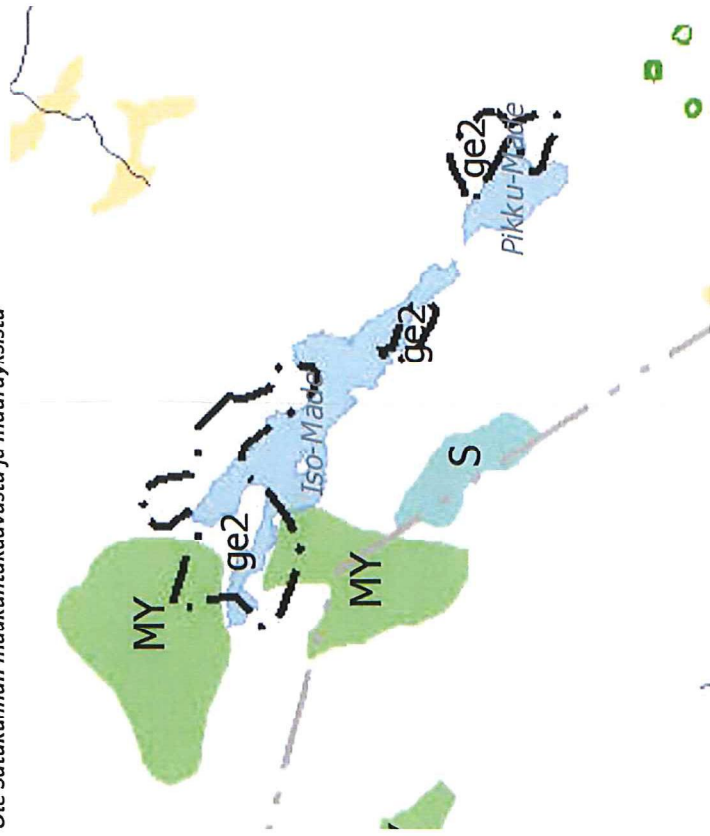 Ote Satakunnan maakuntakaavasta ja määräyksistä
MY
ge2
Iso-Made
MY
ge2
S
ge2
Pikku-Made